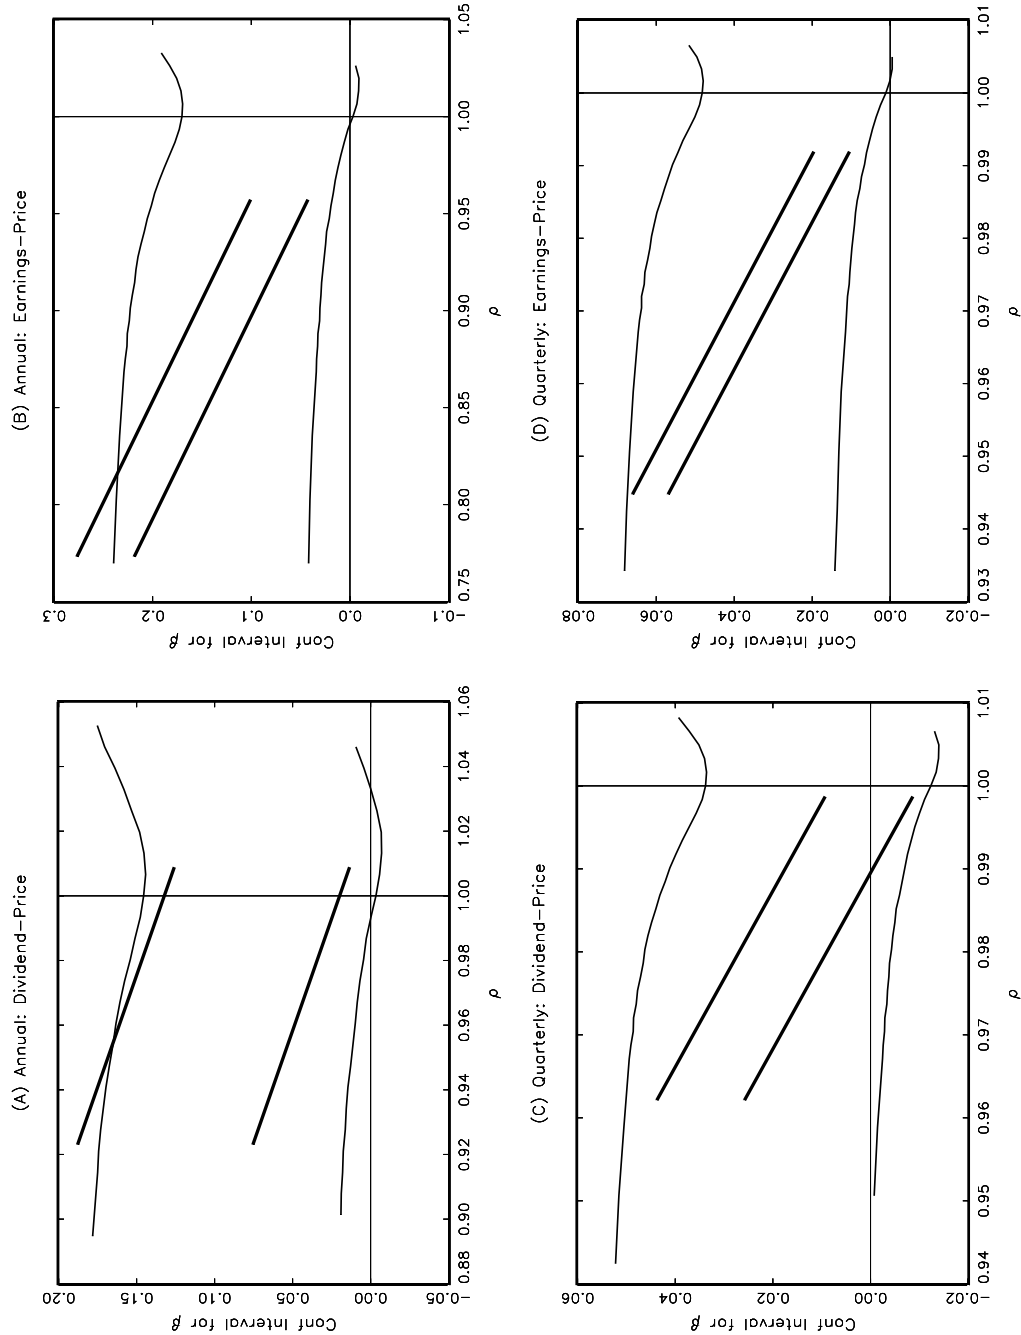 (A) Annual: Dividend–Price
Conf Interval for β
0.20
0.15
0.10
0.05
0.00
−0.05
0.88 0.90 0.92 0.94 0.96 0.98 1.00 1.02 1.04 1.06
ρ
(B) Annual: Earnings–Price
Conf Interval for β
0.3
0.2
0.1
0.0
−0.1
0.75 0.80 0.85 0.90 0.95 1.00 1.05
ρ
(C) Quarterly: Dividend–Price
Conf Interval for β
0.06
0.04
0.02
0.00
−0.02
0.94 0.95 0.96 0.97 0.98 0.99 1.00 1.01
ρ
(D) Quarterly: Earnings–Price
Conf Interval for β
0.08
0.06
0.04
0.02
0.00
−0.02
0.93 0.94 0.95 0.96 0.97 0.98 0.99 1.00 1.01
ρ